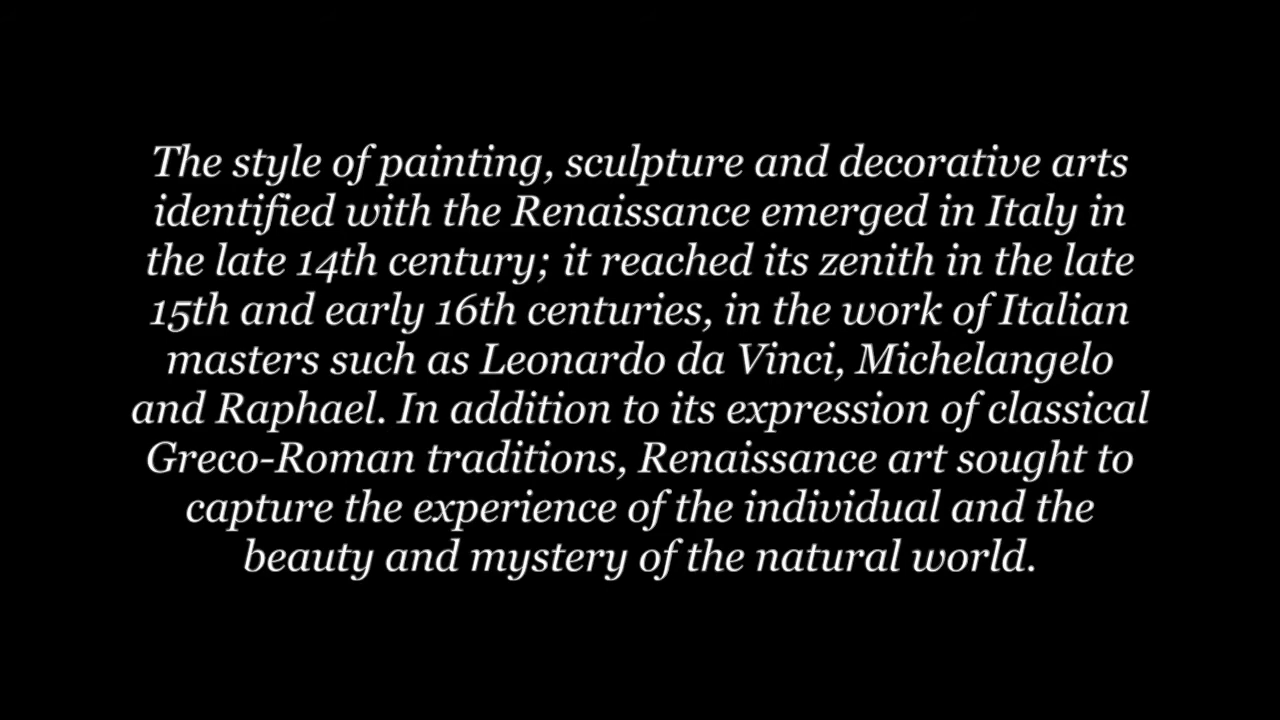 The style of painting, sculpture and decorative arts
identified with the Renaissance emerged in Italy in
the late 14th century; it reached its zenith in the late
15th and early 16th centuries, in the work of Italian
masters such as Leonardo da Vinci, Michelangelo
and Raphael. In addition to its expression of classical
Greco-Roman traditions, Renaissance art sought to
capture the experience of the individual and the
beauty and mystery of the natural world.